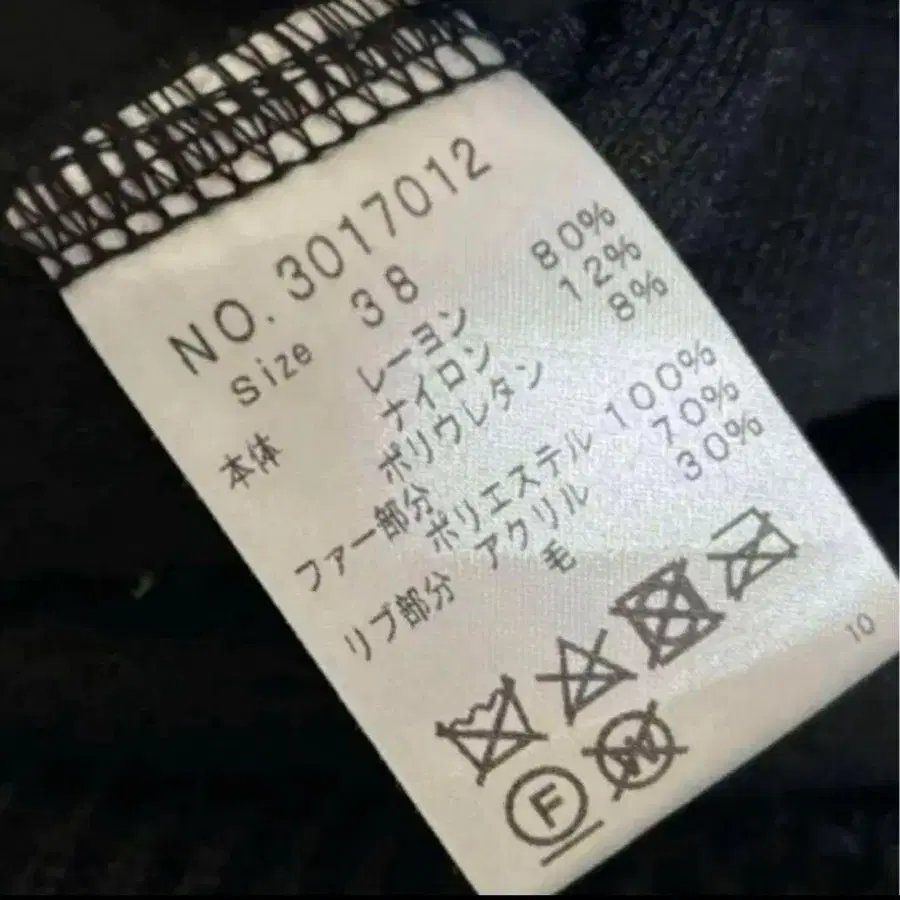 NO. 3017012
Size 38
本体 レーヨン 80%
ナイロン 12%
ポリウレタン 8%
ファー部分
ポリエステル 100%
リブ部分 アクリル 70%
毛 30%
10
F
W